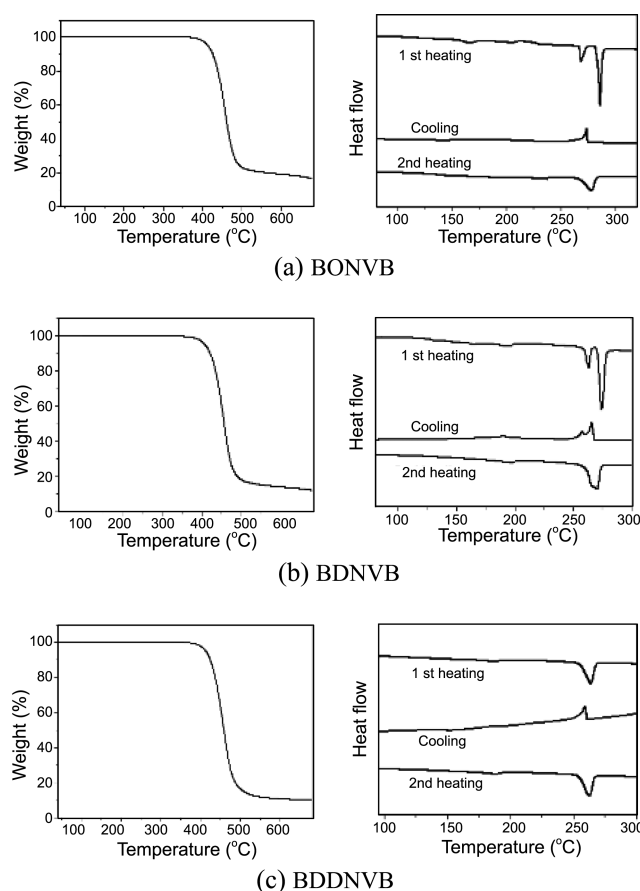 100
80
60
40
20
0
100 200 300 400 500 600
Temperature (°C)
Weight (%)
1 st heating
Cooling
2nd heating
Heat flow
100 150 200 250 300
Temperature (°C)
(a) BONVB
100
80
60
40
20
0
100 200 300 400 500 600
Temperature (°C)
Weight (%)
1 st heating
Cooling
2nd heating
Heat flow
100 150 200 250 300
Temperature (°C)
(b) BDNVB
100
80
60
40
20
0
100 200 300 400 500 600
Temperature (°C)
Weight (%)
1 st heating
Cooling
2nd heating
Heat flow
100 150 200 250 300
Temperature (°C)
(c) BDDNVB